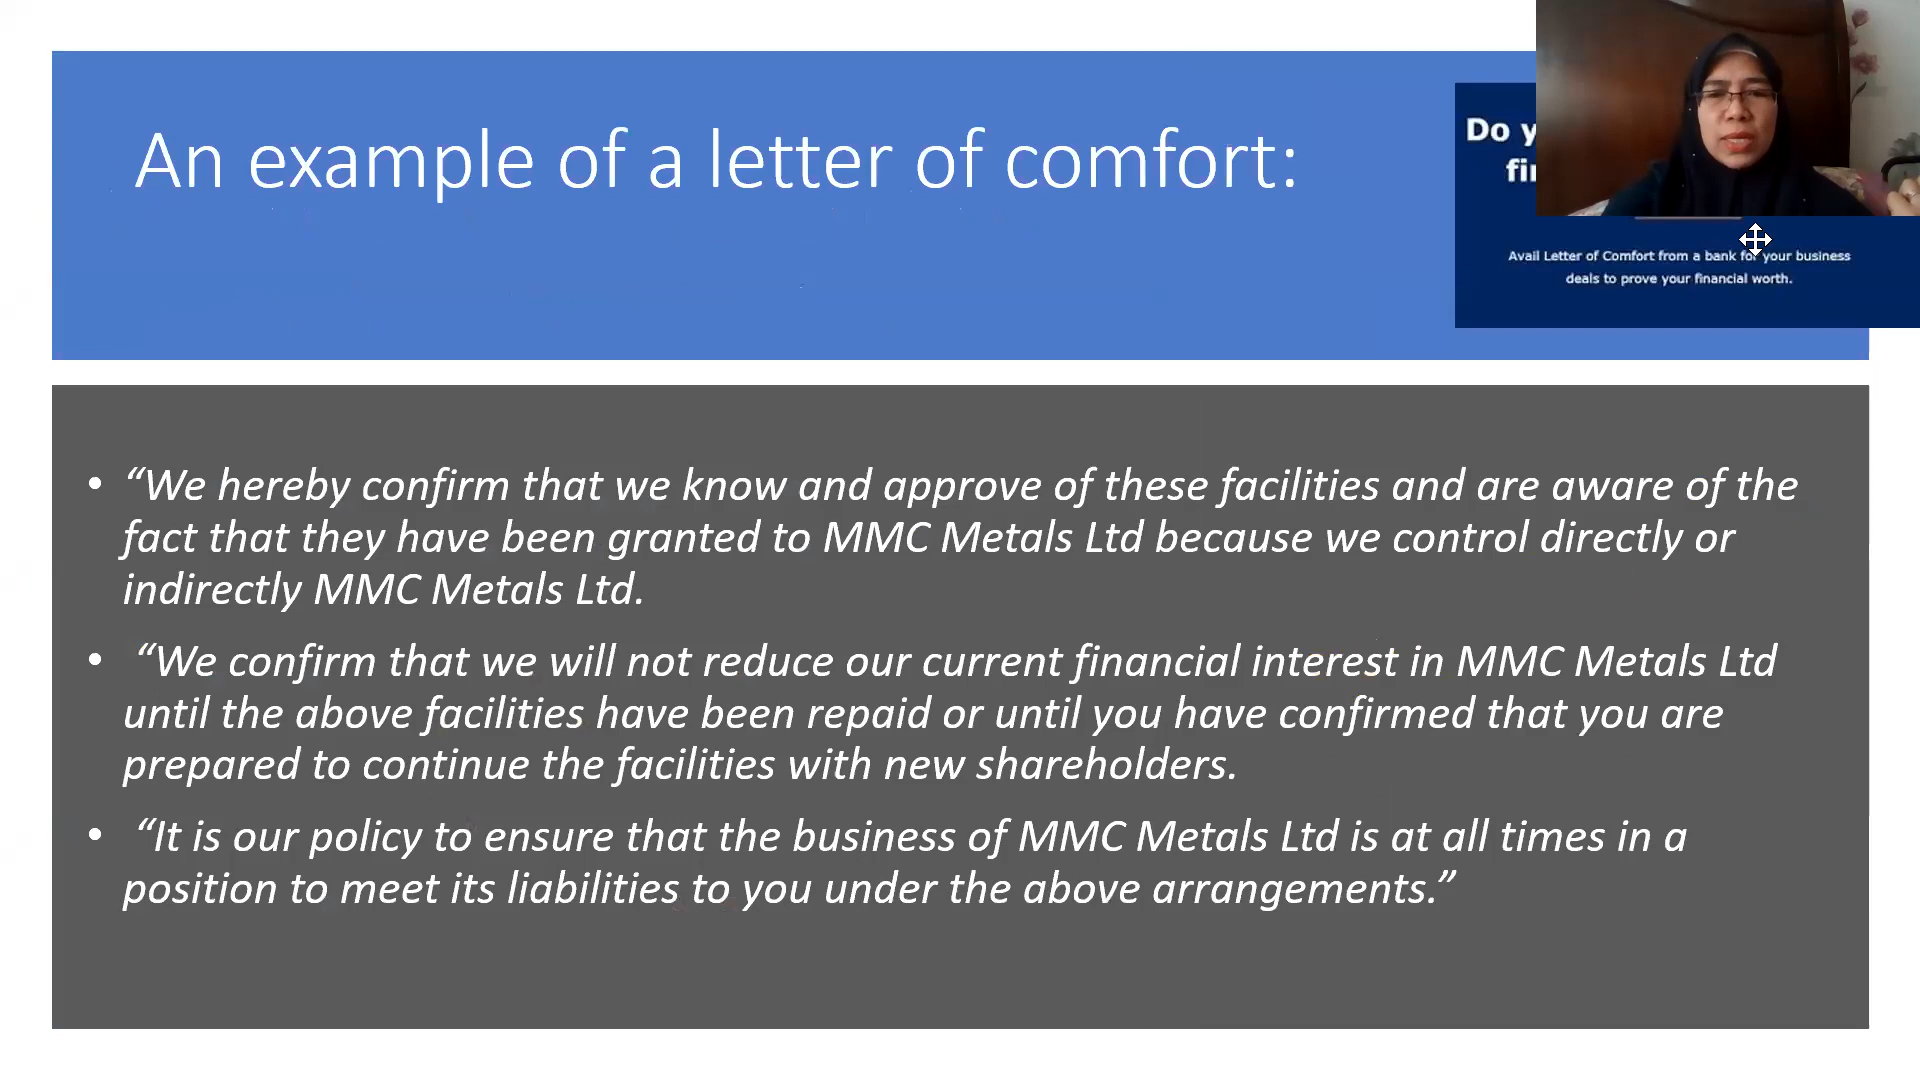 An example of a letter of comfort:
Do
Avail Letter of Comfort from a bank for your business
deals to prove your financial worth.
• “We hereby confirm that we know and approve of these facilities and are aware of the
fact that they have been granted to MMC Metals Ltd because we control directly or
indirectly MMC Metals Ltd.
• “We confirm that we will not reduce our current financial interest in MMC Metals Ltd
until the above facilities have been repaid or until you have confirmed that you are
prepared to continue the facilities with new shareholders.
• “It is our policy to ensure that the business of MMC Metals Ltd is at all times in a
position to meet its liabilities to you under the above arrangements.”